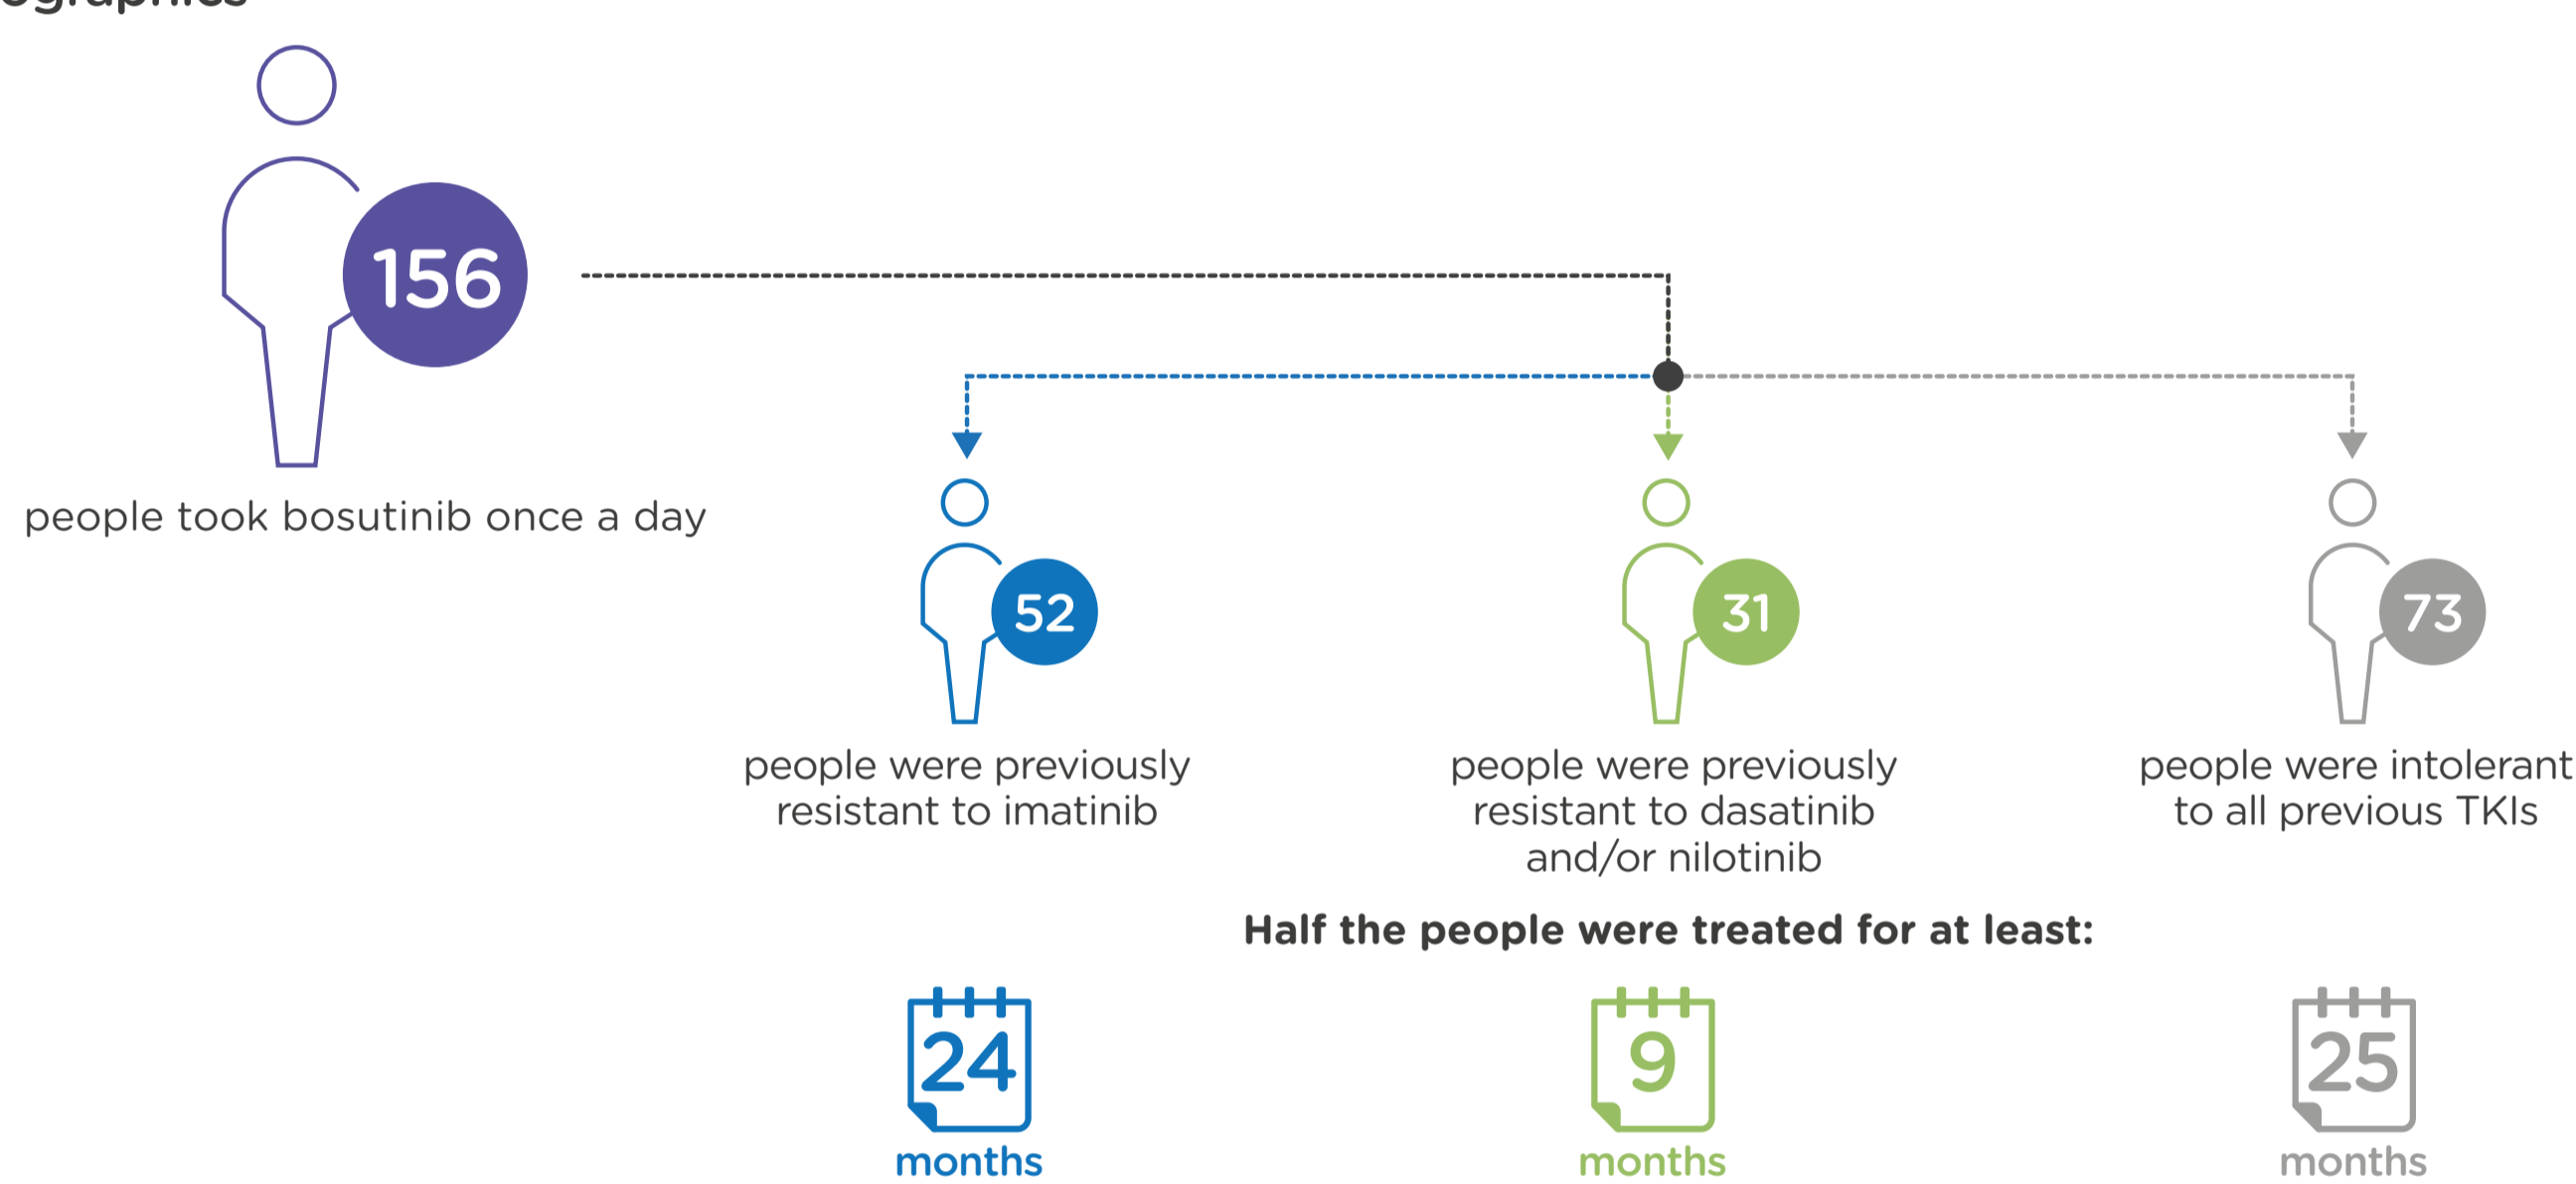 156
people took bosutinib once a day
52
people were previously
resistant to imatinib
31
people were previously
resistant to dasatinib
and/or nilotinib
73
people were intolerant
to all previous TKIs
Half the people were treated for at least:
24
months
9
months
25
months